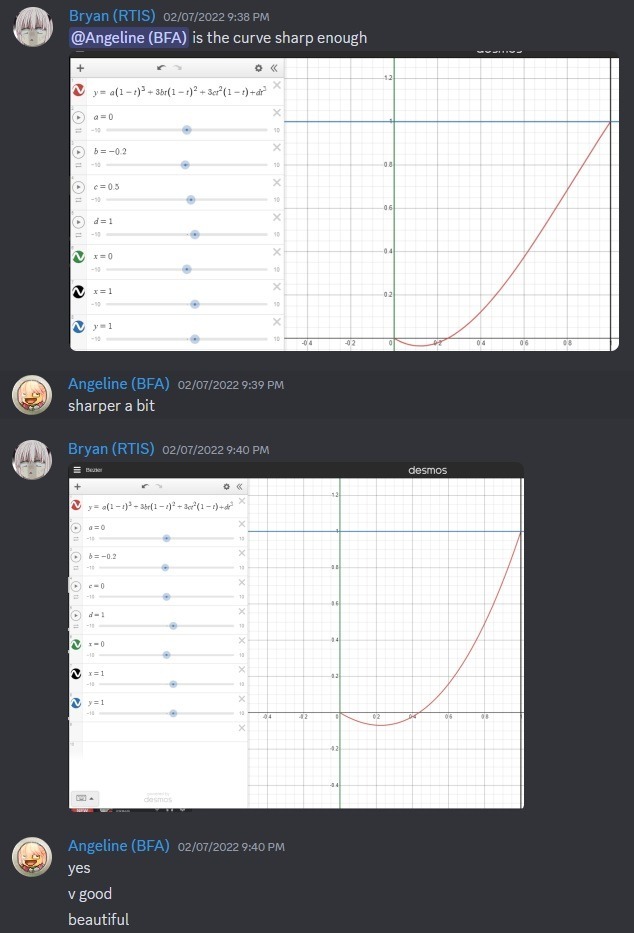 Bryan (RTIS) 02/07/2022 9:38 PM
@Angeline (BFA) is the curve sharp enough
desmos
y = a(1−t)³ + 3bt(1−t)² + 3ct²(1−t)+dt³
1.2
a = 0
-10 10
1
b = −0.2
-10 10
0.8
c = 0.5
-10 10
0.6
d = 1
-10 10
x = 0
-10 10
0.4
x = 1
-10 10
0.2
y = 1
-10 10
-0.4 -0.2 0 0.2 0.4 0.6 0.8 1
Angeline (BFA) 02/07/2022 9:39 PM
sharper a bit
Bryan (RTIS) 02/07/2022 9:40 PM
Bezier desmos
y = a(1−t)³ + 3bt(1−t)² + 3ct²(1−t)+dt³
1.2
a = 0
-10 10
1
b = −0.2
-10 10
0.8
c = 0
-10 10
0.6
d = 1
-10 10
0.4
x = 0
-10 10
x = 1
-10 10
0.2
y = 1
-10 10
-0.4 -0.2 0 0.2 0.4 0.6 0.8 1
-0.2
-0.4
powered by
desmos
NEW
Angeline (BFA) 02/07/2022 9:40 PM
yes
v good
beautiful